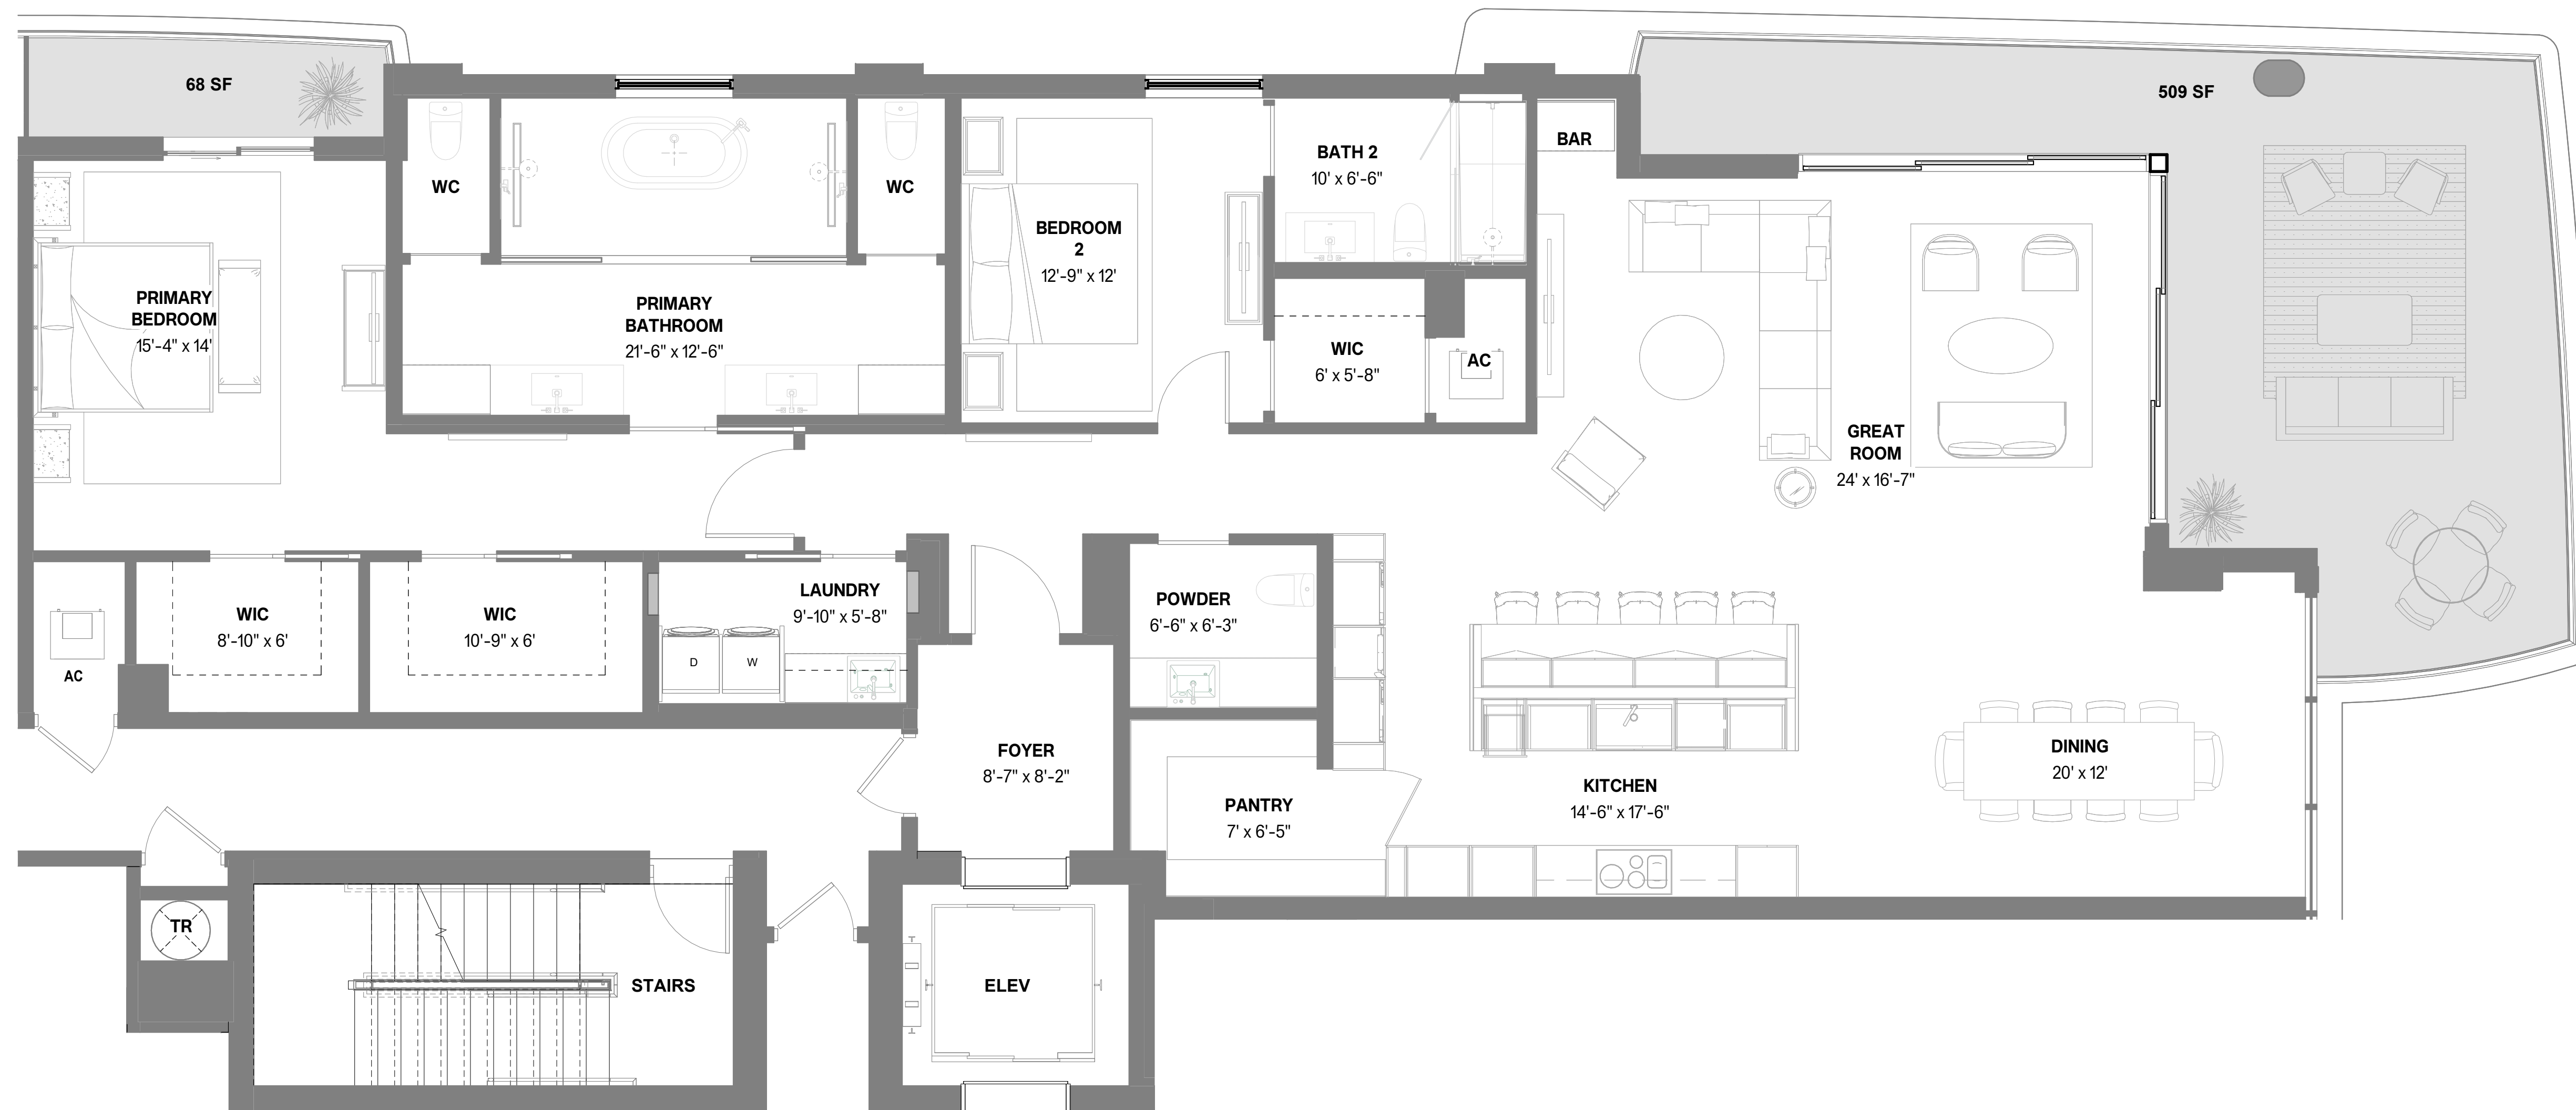 68 SF
509 SF
BAR
WC
WC
BATH 2
10' x 6'-6"
BEDROOM
2
12'-9" x 12'
PRIMARY
BEDROOM
15'-4" x 14'
PRIMARY
BATHROOM
21'-6" x 12'-6"
WIC
6' x 5'-8"
AC
GREAT
ROOM
24' x 16'-7"
WIC
8'-10" x 6'
WIC
10'-9" x 6'
LAUNDRY
9'-10" x 5'-8"
D
W
AC
POWDER
6'-6" x 6'-3"
FOYER
8'-7" x 8'-2"
PANTRY
7' x 6'-5"
KITCHEN
14'-6" x 17'-6"
DINING
20' x 12'
TR
STAIRS
ELEV